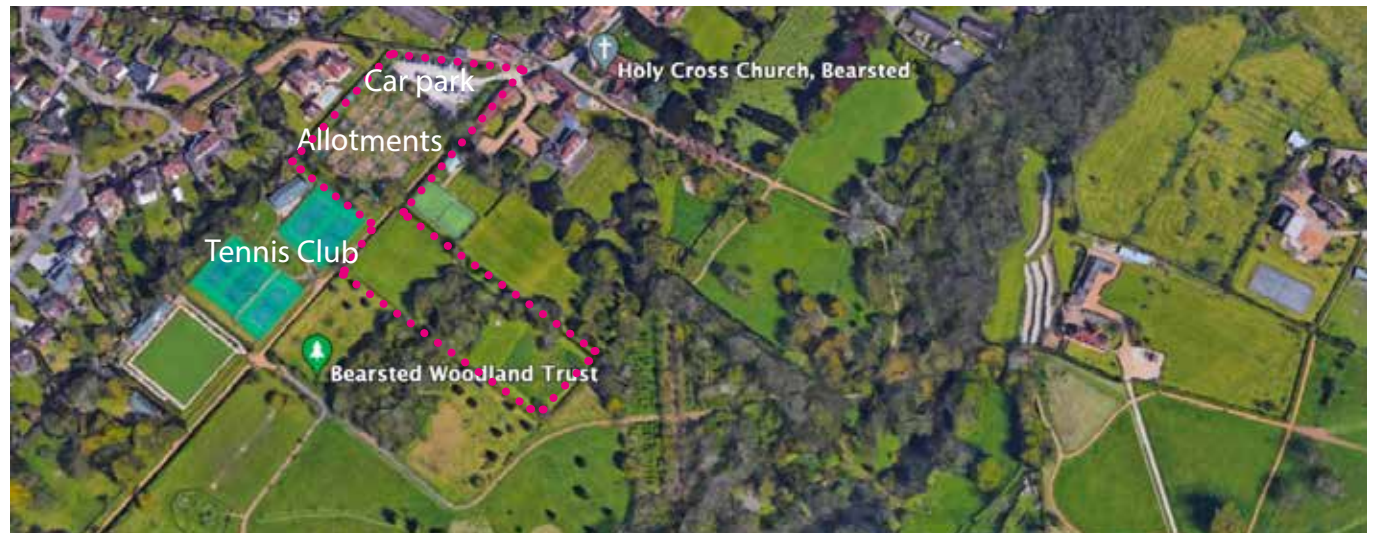 Car park
Holy Cross Church, Bearsted
Allotments
Tennis Club
Bearsted Woodland Trust